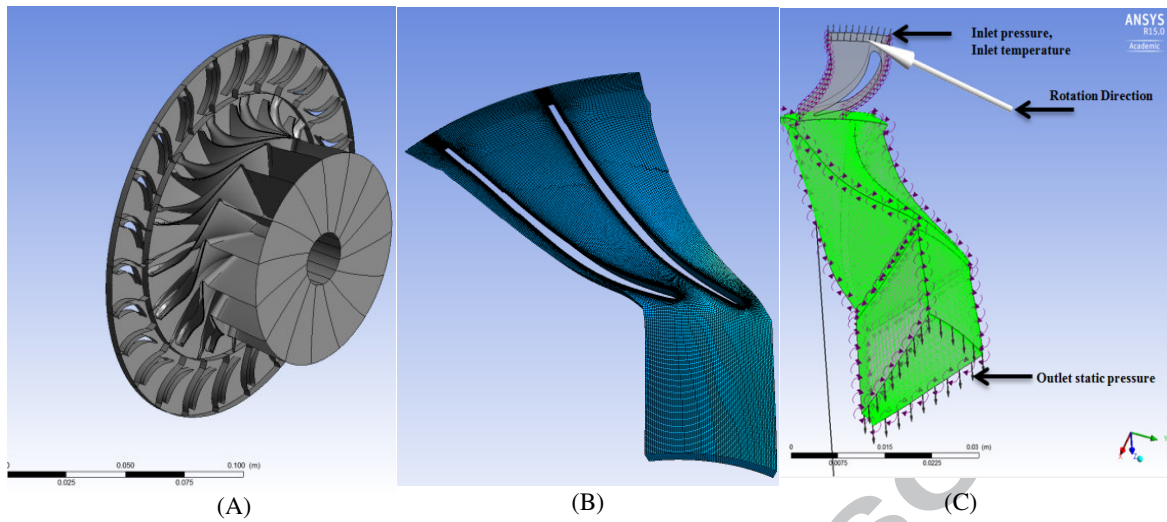 ANSYS
R15.0
Academic
Inlet pressure,
Inlet temperature
Rotation Direction
Outlet static pressure
0
0.050
0.100 (m)
0.025
0.075
0
0.015
0.03 (m)
0.0075
0.0225
Y
X
Z
(A)
(B)
(C)
so